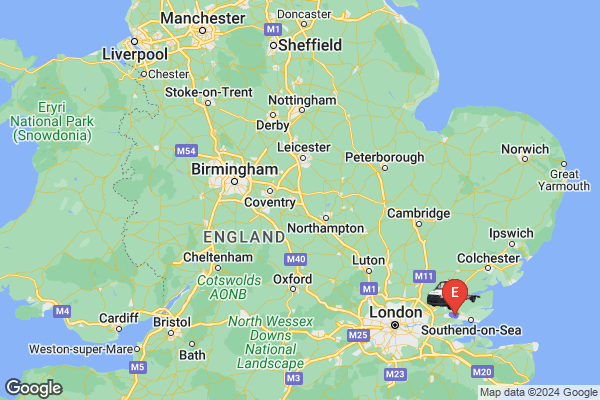 Doncaster
Manchester
M1
Liverpool
Sheffield
Chester
Eryri
National Park
(Snowdonia)
Stoke-on-Trent
Nottingham
Derby
Leicester
M54
Peterborough
Norwich
Birmingham
Great
Yarmouth
Coventry
Cambridge
Northampton
ENGLAND
Ipswich
M40
Cheltenham
Luton
M11
Colchester
Cotswolds
AONB
Oxford
M1
E
M4
Cardiff
Bristol
North Wessex
Downs
National
Landscape
London
M25
Southend-on-Sea
Weston-super-Mare
Bath
M5
M20
M3
M23
Google
Map data ©2024 Google